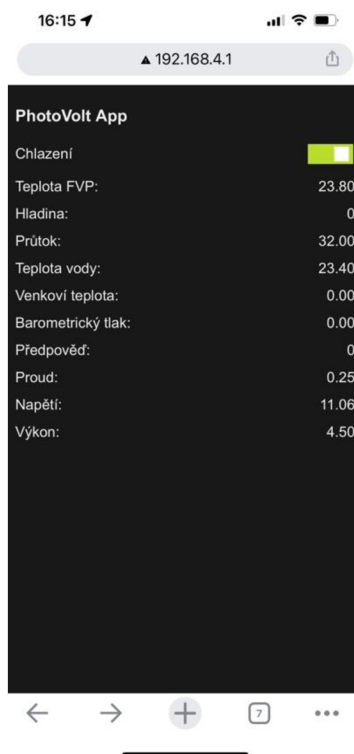 16:15
192.168.4.1
PhotoVolt App
Chlazení
Teplota FVP: 23.80
Hladina: 0
Průtok: 32.00
Teplota vody: 23.40
Venkoví teplota: 0.00
Barometrický tlak: 0.00
Předpověď: 0
Proud: 0.25
Napětí: 11.06
Výkon: 4.50
7